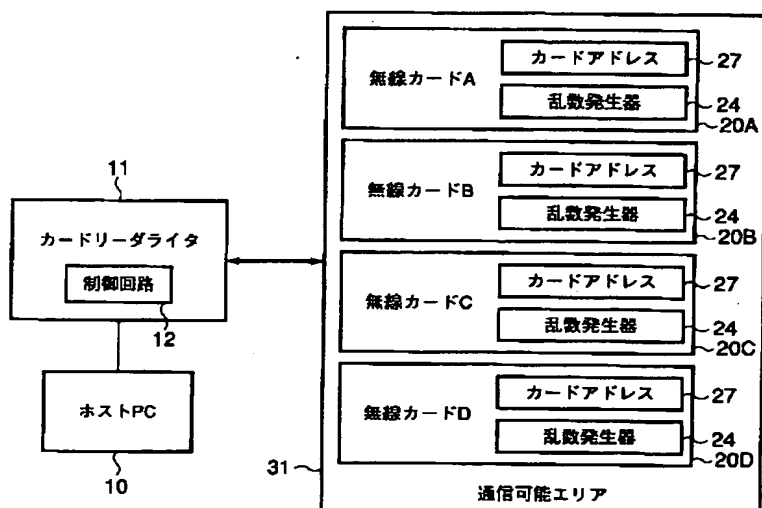 11
カードリーダライタ
制御回路
12
ホストPC
10
無線カードA
カードアドレス
27
乱数発生器
24
20A
無線カードB
カードアドレス
27
乱数発生器
24
20B
無線カードC
カードアドレス
27
乱数発生器
24
20C
無線カードD
カードアドレス
27
乱数発生器
24
20D
31
通信可能エリア